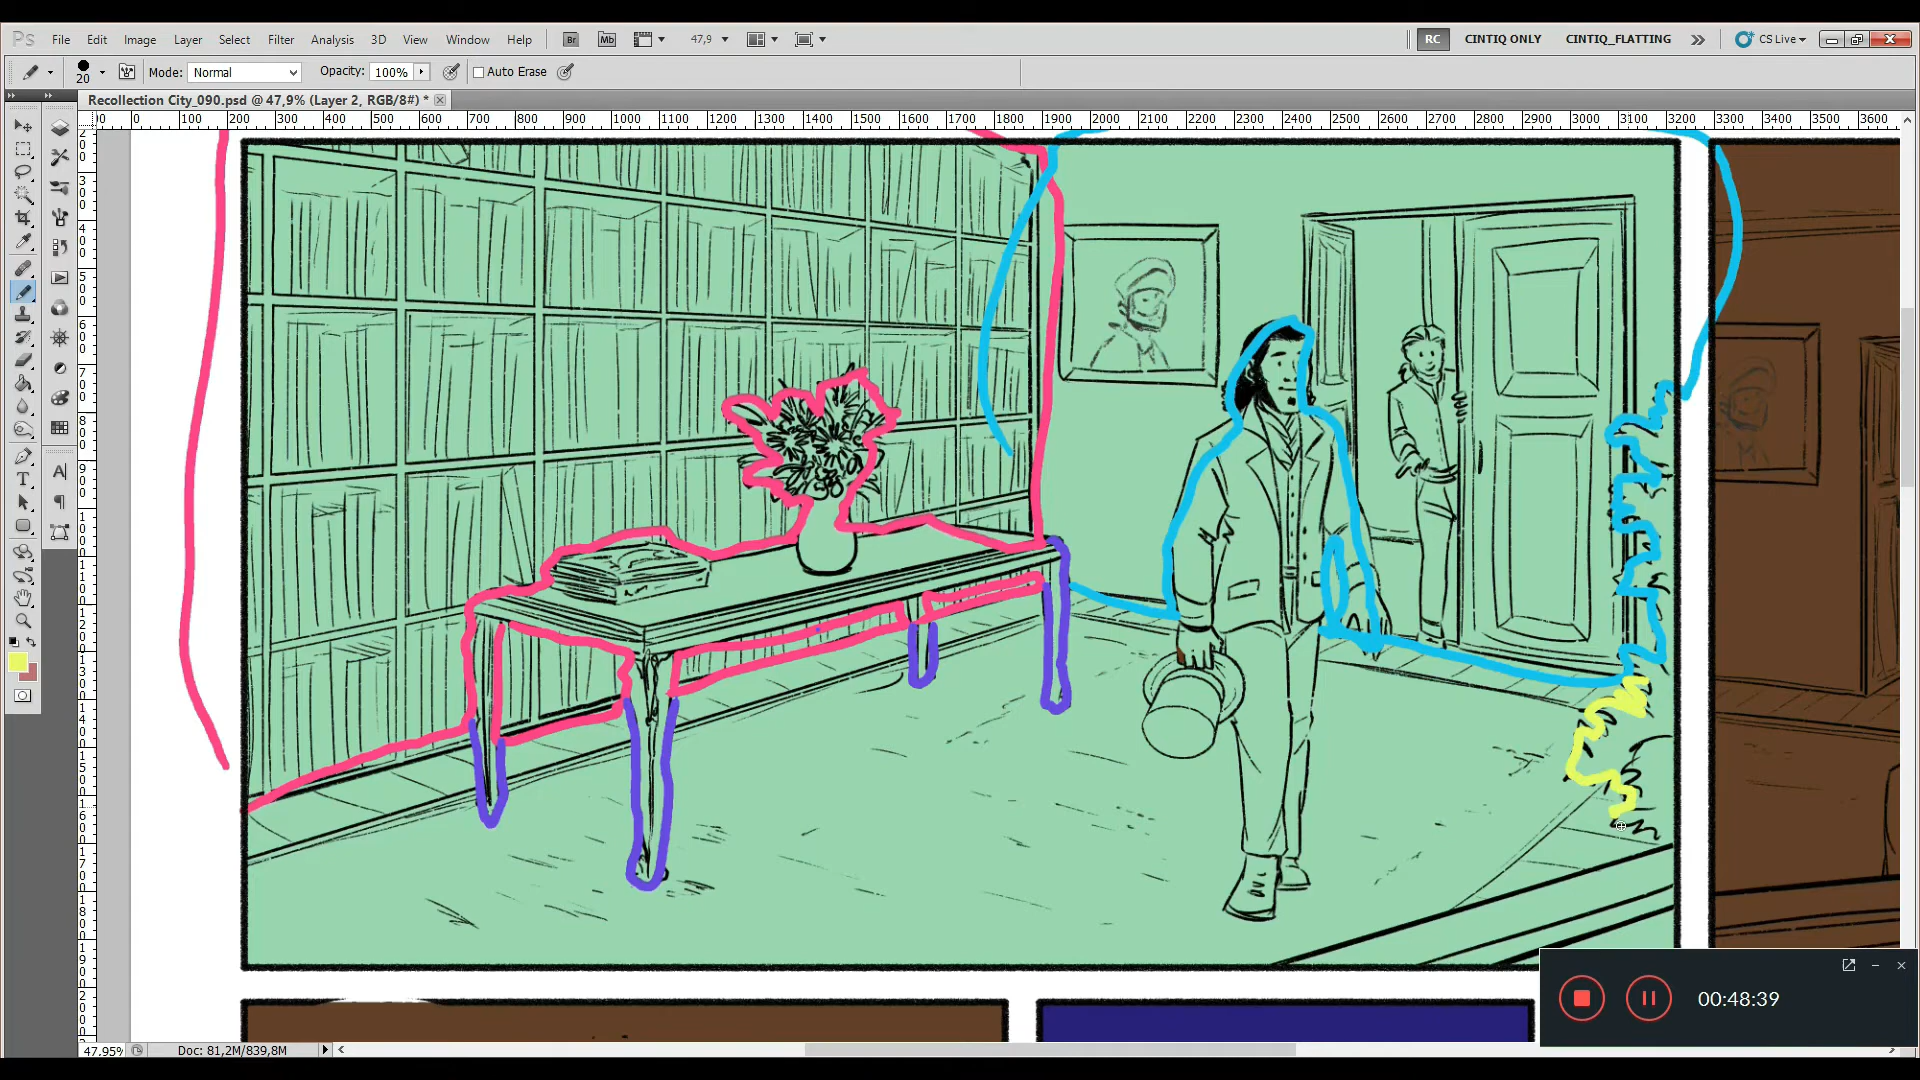 Ps File Edit Image Layer Select Filter Analysis 3D View Window Help Br Mb 47,9 RC CINTIQ ONLY CINTIQ_FLATTING CS Live
20 Mode: Normal Opacity: 100% Auto Erase
Recollection City_090.psd @ 47,9% (Layer 2, RGB/8#) *
0 100 200 300 400 500 600 700 800 900 1000 1100 1200 1300 1400 1500 1600 1700 1800 1900 2000 2100 2200 2300 2400 2500 2600 2700 2800 2900 3000 3100 3200 3300 3400 3500 3600
00:48:39
47,95% Doc: 81,2M/839,8M